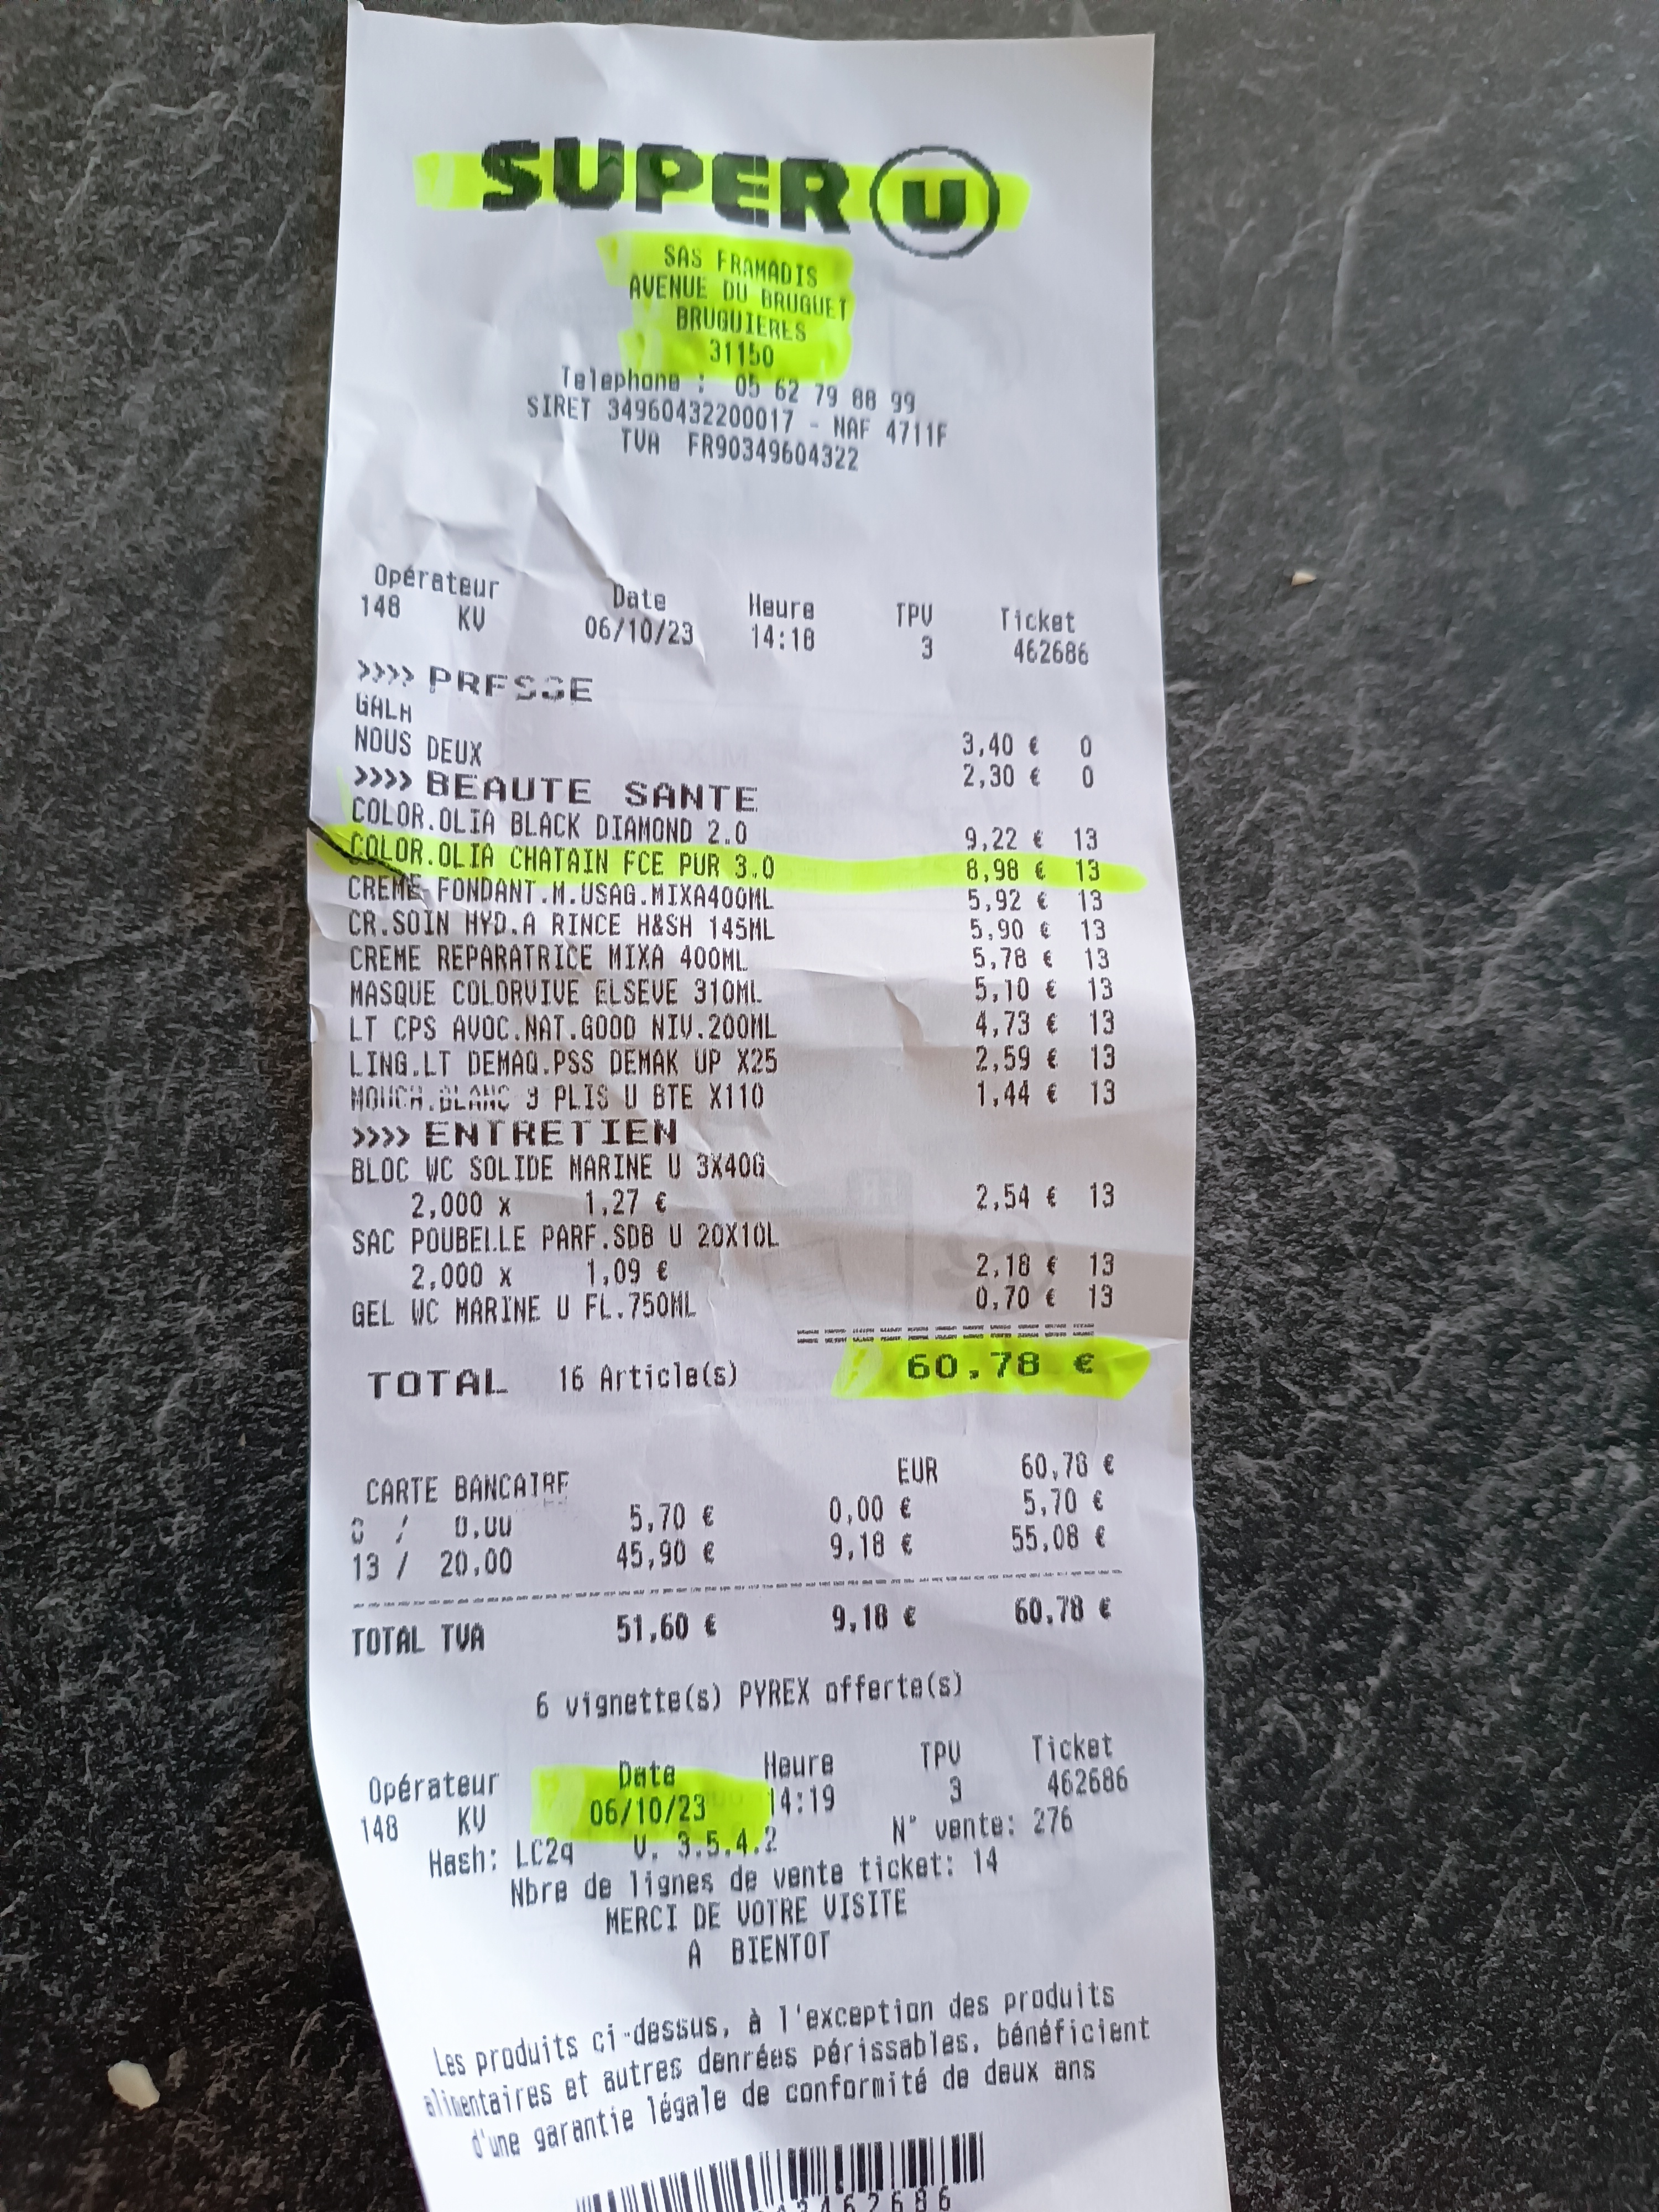 SUPER U
SAS FRAMADIS
AVENUE DU BRUGUET
BRUGUIERES
31150
Telephone : 05 62 79 88 99
SIRET 34960432200017 - NAF 4711F
TVA FR90349604322
Opérateur Date Heure TPV Ticket
148 KV 06/10/23 14:18 3 462686
>>>> PRESSE
GALA 3,40 € 0
NOUS DEUX 2,30 € 0
>>>> BEAUTE SANTE
COLOR.OLIA BLACK DIAMOND 2.0 9,22 € 13
COLOR.OLIA CHATAIN FCE PUR 3.0 8,98 € 13
CREME FONDANT.M.USAG.MIXA400ML 5,92 € 13
CR.SOIN HYD.A RINCE H&SH 145ML 5,90 € 13
CREME REPARATRICE MIXA 400ML 5,78 € 13
MASQUE COLORVIVE ELSEVE 310ML 5,10 € 13
LT CPS AVOC.NAT.GOOD NIV.200ML 4,73 € 13
LING.LT DEMAQ.PSS DEMAK UP X25 2,59 € 13
MOUCH.BLANC 3 PLIS U BTE X110 1,44 € 13
>>>> ENTRETIEN
BLOC WC SOLIDE MARINE U 3X40G
2,000 x 1,27 € 2,54 € 13
SAC POUBELLE PARF.SDB U 20X10L
2,000 x 1,09 € 2,18 € 13
GEL WC MARINE U FL.750ML 0,70 € 13
TOTAL 16 Article(s) 60,78 €
CARTE BANCAIRE EUR 60,78 €
0 / 0,00 5,70 € 0,00 € 5,70 €
13 / 20,00 45,90 € 9,18 € 55,08 €
TOTAL TVA 51,60 € 9,18 € 60,78 €
6 vignette(s) PYREX offerte(s)
Opérateur Date Heure TPV Ticket
148 KV 06/10/23 14:19 3 462686
Hash: LC2q V. 3.5.4.2 N° vente: 276
Nbre de lignes de vente ticket: 14
MERCI DE VOTRE VISITE
A BIENTOT
Les produits ci-dessus, à l'exception des produits
alimentaires et autres denrées périssables, bénéficient
d'une garantie légale de conformité de deux ans